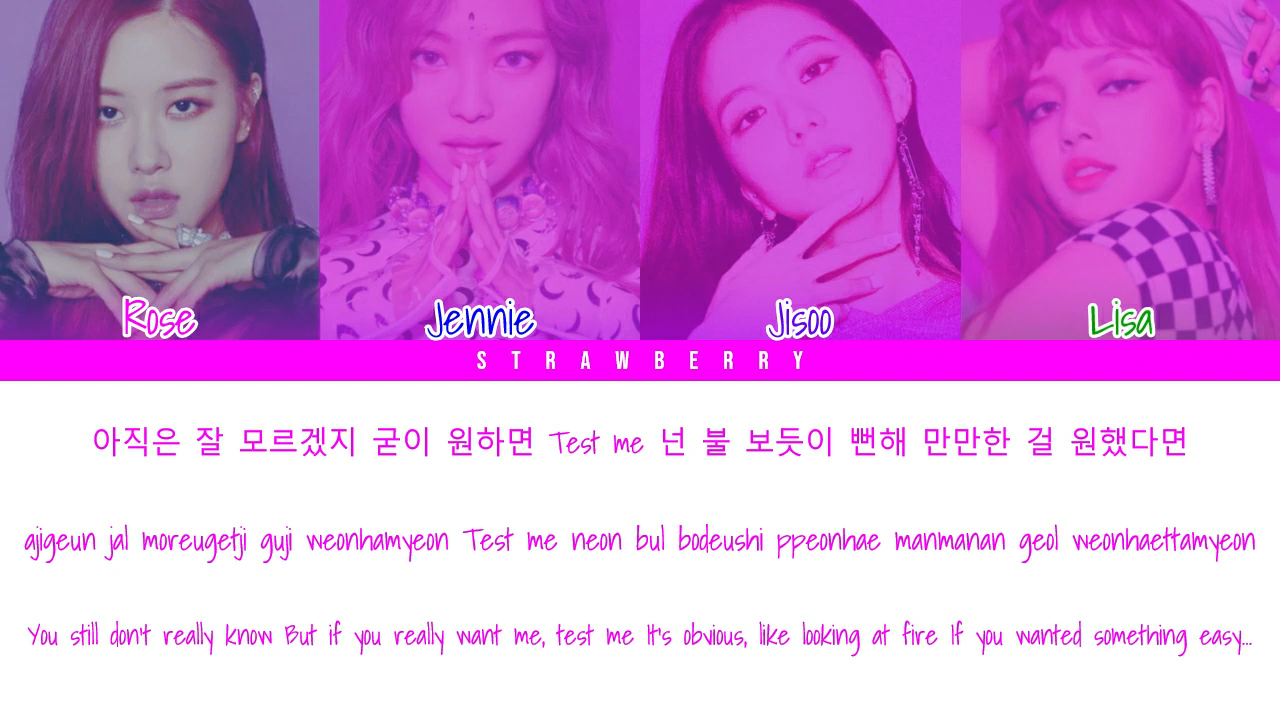 Rose
Jennie
Jisoo
Lisa
STRAWBERRY
아직은 잘 모르겠지 굳이 원하면 Test me 넌 불 보듯이 뻔해 만만한 걸 원했다면
ajigeun jal moreugetji guji weonhamyeon Test me neon bul bodeushi ppeonhae manmanan geol weonhaettamyeon
You still don't really know But if you really want me, test me It's obvious, like looking at fire If you wanted something easy...